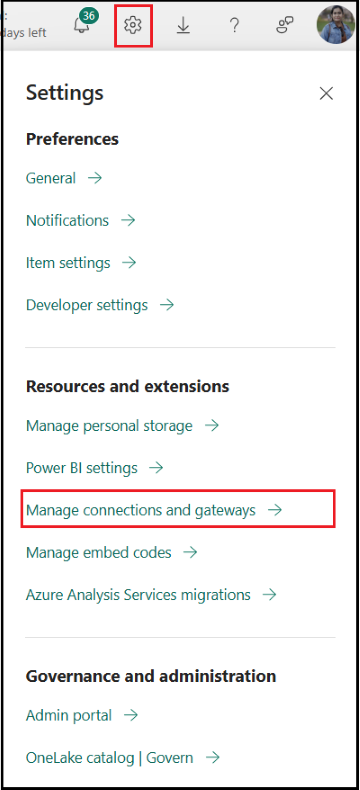 36
days left
Settings
Preferences
General
Notifications
Item settings
Developer settings
Resources and extensions
Manage personal storage
Power BI settings
Manage connections and gateways
Manage embed codes
Azure Analysis Services migrations
Governance and administration
Admin portal
OneLake catalog | Govern